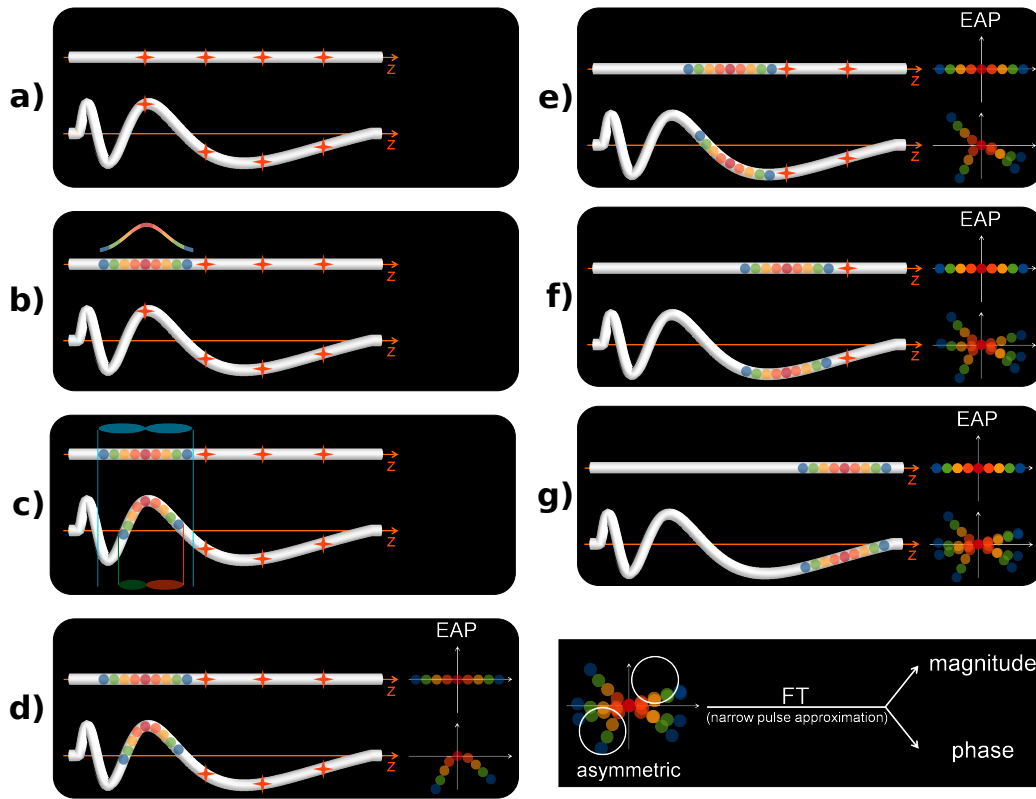 a)
z
z
b)
z
z
c)
z
z
d)
EAP
z
z
e)
EAP
z
z
f)
EAP
z
z
g)
EAP
z
z
asymmetric
FT
(narrow pulse approximation)
magnitude
phase